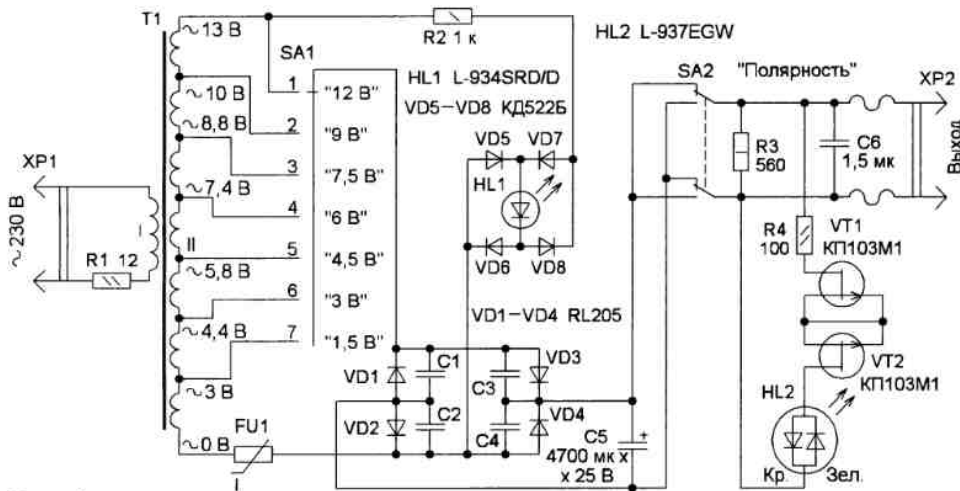 T1
XP1
~230 В
R1 12
I
II
~13 В
~10 В
~8,8 В
~7,4 В
~5,8 В
~4,4 В
~3 В
~0 В
FU1
SA1
1 "12 В"
2 "9 В"
3 "7,5 В"
4 "6 В"
5 "4,5 В"
6 "3 В"
7 "1,5 В"
R2 1 к
HL1 L-934SRD/D
VD5–VD8 КД522Б
VD5 VD7
HL1
VD6 VD8
VD1–VD4 RL205
VD1 C1 C3 VD3
VD2 C2 C4 VD4
C5 +
4700 мк x
x 25 В
HL2 L-937EGW
SA2 "Полярность" XP2
R3
560
C6
1,5 мк
Выход
R4
100
VT1
КП103М1
VT2
КП103М1
HL2
Кр. Зел.